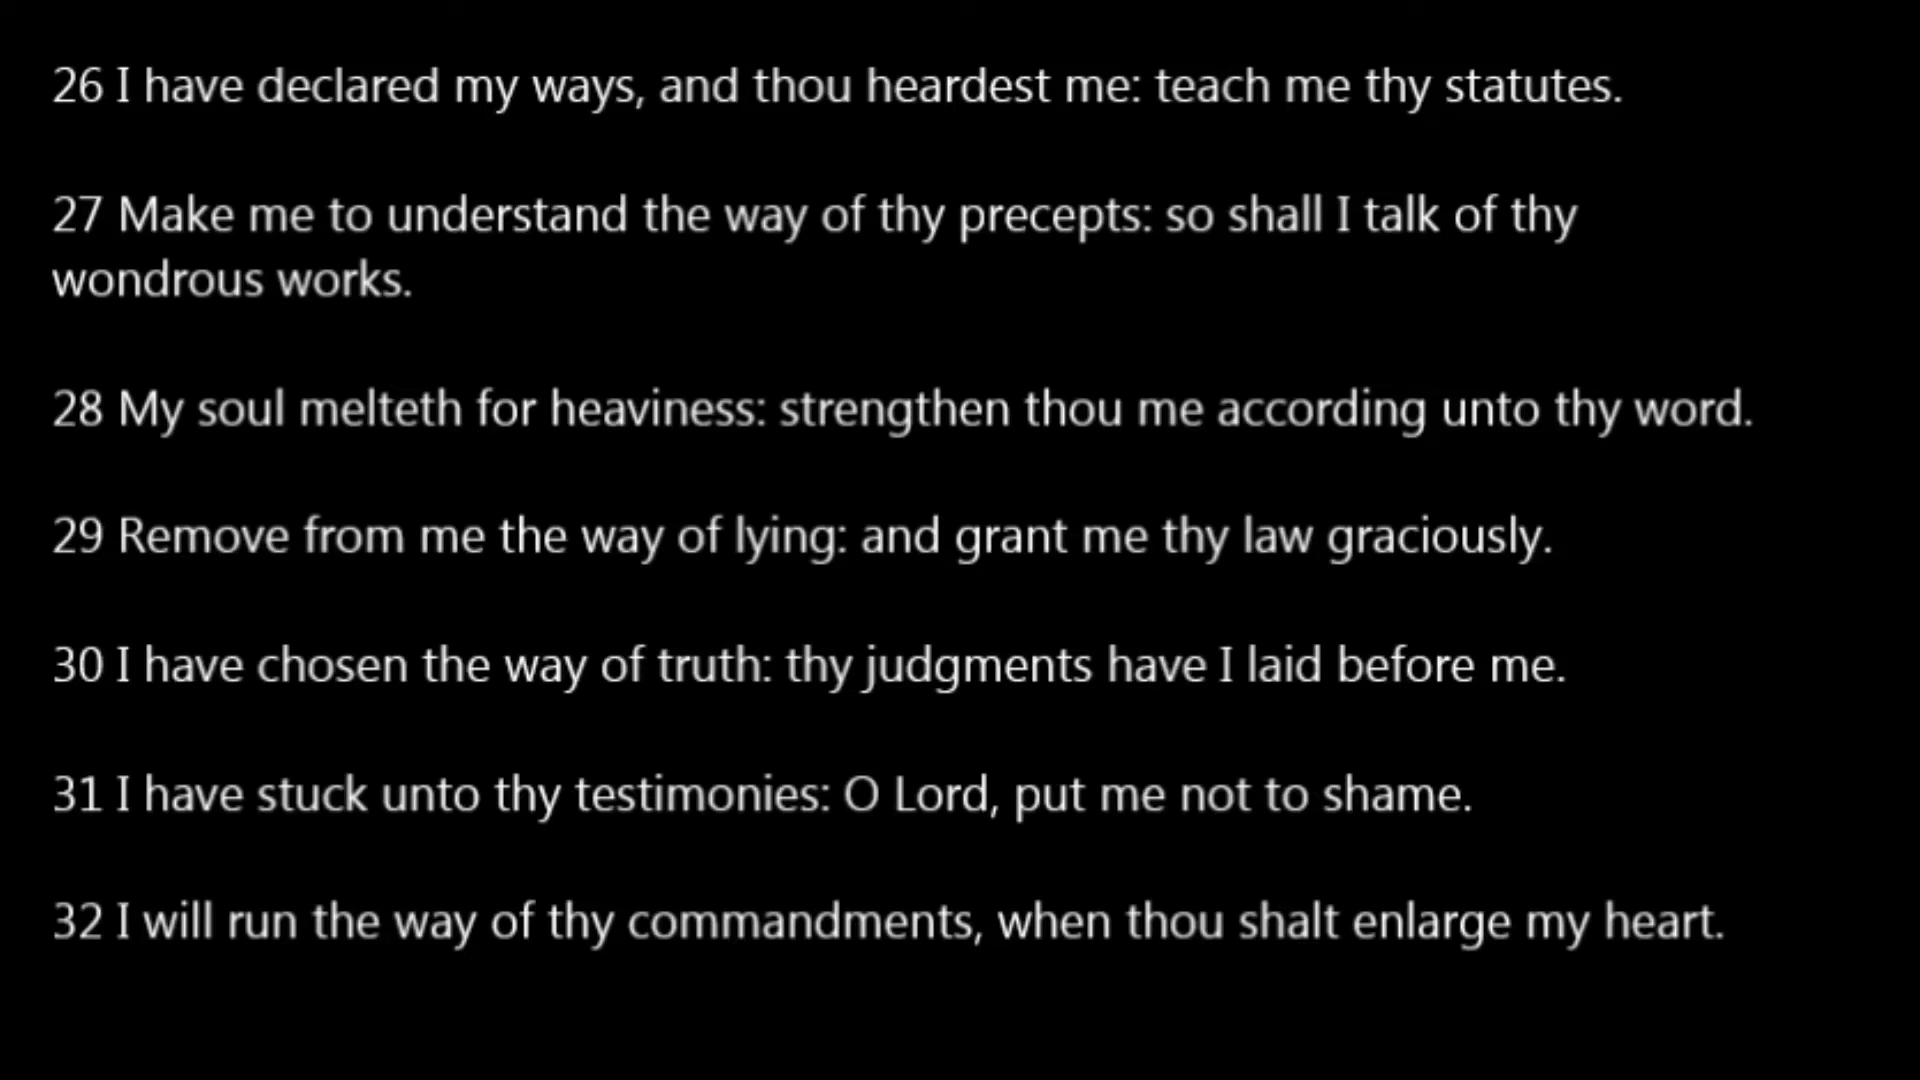 26 I have declared my ways, and thou heardest me: teach me thy statutes.
27 Make me to understand the way of thy precepts: so shall I talk of thy
wondrous works.
28 My soul melteth for heaviness: strengthen thou me according unto thy word.
29 Remove from me the way of lying: and grant me thy law graciously.
30 I have chosen the way of truth: thy judgments have I laid before me.
31 I have stuck unto thy testimonies: O Lord, put me not to shame.
32 I will run the way of thy commandments, when thou shalt enlarge my heart.